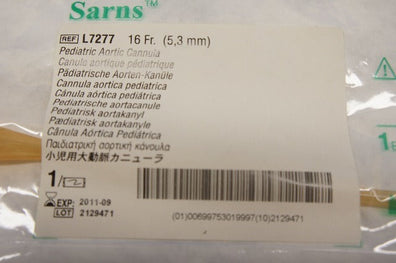 Sarns™
REF L7277 16 Fr. (5,3 mm)
Pediatric Aortic Cannula
Canule aortique pédiatrique
Pädiatrische Aorten-Kanüle
Cannula aortica pediatrica
Cánula aórtica pediátrica
Pediatrische aortacanule
Pediatrisk aortakanyl
Pædiatrisk aortakanyle
Cânula Aórtica Pediátrica
Παιδιατρική αορτική κάνουλα
小児用大動脈カニューラ
1/
EXP: 2011-09
LOT 2129471
(01)00699753019997(10)2129471